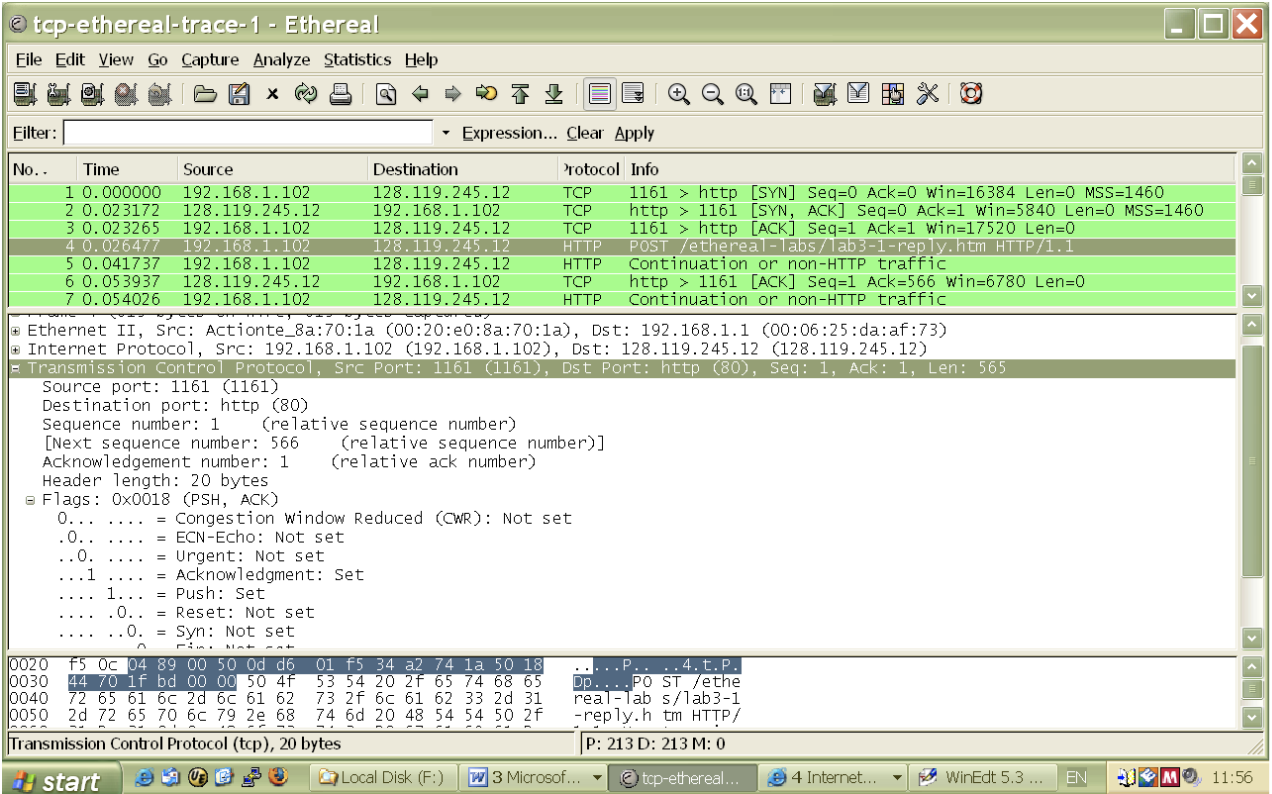 tcp-ethereal-trace-1 - Ethereal
File Edit View Go Capture Analyze Statistics Help
Filter: Expression... Clear Apply
No. . Time Source Destination Protocol Info
1 0.000000 192.168.1.102 128.119.245.12 TCP 1161 > http [SYN] Seq=0 Ack=0 Win=16384 Len=0 MSS=1460
2 0.023172 128.119.245.12 192.168.1.102 TCP http > 1161 [SYN, ACK] Seq=0 Ack=1 Win=5840 Len=0 MSS=1460
3 0.023265 192.168.1.102 128.119.245.12 TCP 1161 > http [ACK] Seq=1 Ack=1 Win=17520 Len=0
4 0.026477 192.168.1.102 128.119.245.12 HTTP POST /ethereal-labs/lab3-1-reply.htm HTTP/1.1
5 0.041737 192.168.1.102 128.119.245.12 HTTP Continuation or non-HTTP traffic
6 0.053937 128.119.245.12 192.168.1.102 TCP http > 1161 [ACK] Seq=1 Ack=566 Win=6780 Len=0
7 0.054026 192.168.1.102 128.119.245.12 HTTP Continuation or non-HTTP traffic
Ethernet II, Src: Actionte_8a:70:1a (00:20:e0:8a:70:1a), Dst: 192.168.1.1 (00:06:25:da:af:73)
Internet Protocol, Src: 192.168.1.102 (192.168.1.102), Dst: 128.119.245.12 (128.119.245.12)
Transmission Control Protocol, Src Port: 1161 (1161), Dst Port: http (80), Seq: 1, Ack: 1, Len: 565
Source port: 1161 (1161)
Destination port: http (80)
Sequence number: 1 (relative sequence number)
[Next sequence number: 566 (relative sequence number)]
Acknowledgement number: 1 (relative ack number)
Header length: 20 bytes
Flags: 0x0018 (PSH, ACK)
0... .... = Congestion Window Reduced (CWR): Not set
.0.. .... = ECN-Echo: Not set
..0. .... = Urgent: Not set
...1 .... = Acknowledgment: Set
.... 1... = Push: Set
.... .0.. = Reset: Not set
.... ..0. = Syn: Not set
0020 f5 0c 04 89 00 50 0d d6 01 f5 34 a2 74 1a 50 18 .....P.. ..4.t.P.
0030 44 70 1f bd 00 00 50 4f 53 54 20 2f 65 74 68 65 Dp....PO ST /ethe
0040 72 65 61 6c 2d 6c 61 62 73 2f 6c 61 62 33 2d 31 real-lab s/lab3-1
0050 2d 72 65 70 6c 79 2e 68 74 6d 20 48 54 54 50 2f -reply.h tm HTTP/
Transmission Control Protocol (tcp), 20 bytes P: 213 D: 213 M: 0
start Local Disk (F:) 3 Microsof... tcp-ethereal... 4 Internet... WinEdt 5.3 ... EN 11:56